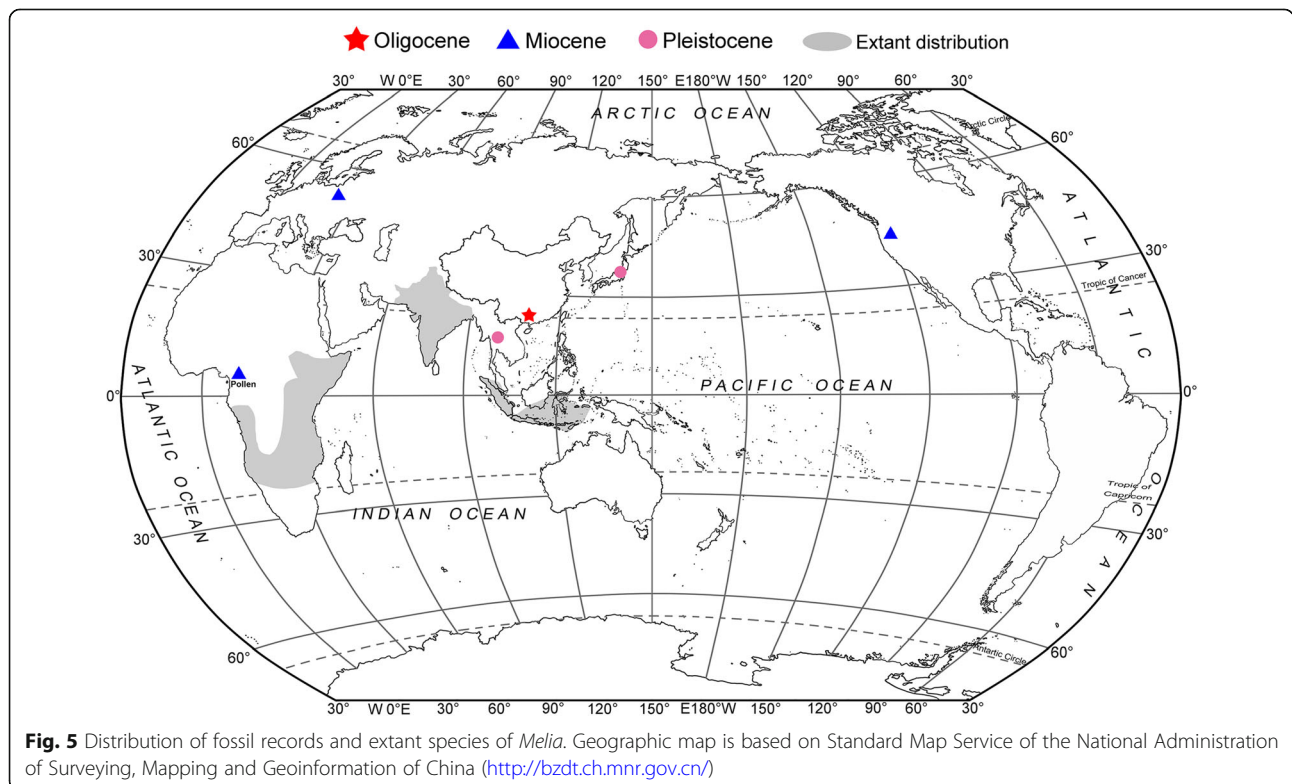 Oligocene Miocene Pleistocene Extant distribution
30° W 0°E 30° 60° 90° 120° 150° E180°W 150° 120° 90° 60° 30°
ARCTIC OCEAN
60° Arctic Circle 60°
ATLANTIC
30° 30°
Tropic of Cancer
Pollen
PACIFIC OCEAN
0° 0°
ATLANTIC OCEAN
Tropic of
Capricorn
INDIAN OCEAN
OCEAN
30° 30°
60° 60°
Antartic Circle
30° W 0°E 30° 60° 90° 120° 150° E180°W 150° 120° 90° 60° 30°
Fig. 5 Distribution of fossil records and extant species of Melia. Geographic map is based on Standard Map Service of the National Administration
of Surveying, Mapping and Geoinformation of China (http://bzdt.ch.mnr.gov.cn/)